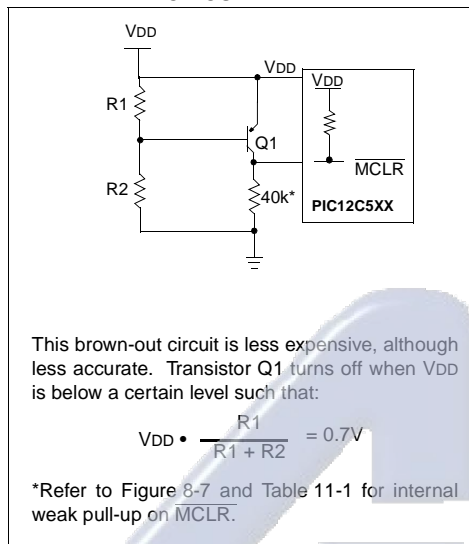 VDD
VDD
VDD
R1
Q1
MCLR
R2
40k*
PIC12C5XX
This brown-out circuit is less expensive, although
less accurate. Transistor Q1 turns off when VDD
is below a certain level such that:
VDD • R1 / R1 + R2 = 0.7V
*Refer to Figure 8-7 and Table 11-1 for internal
weak pull-up on MCLR.